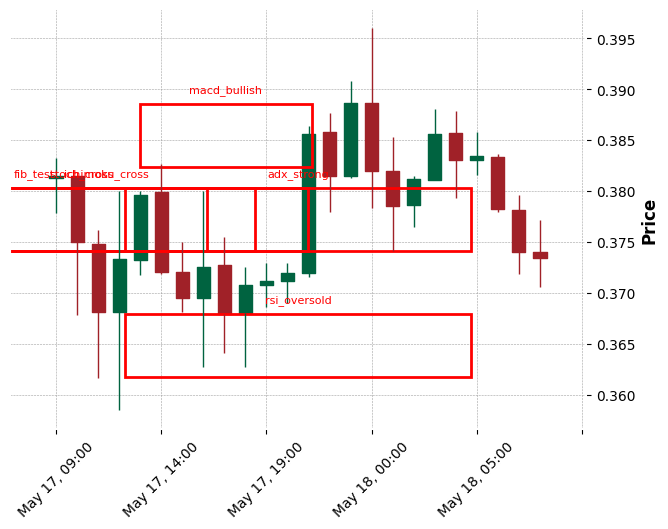 0.395
macd_bullish
0.390
0.385
adx_strong
0.380
0.375
Price
0.370
rsi_oversold
0.365
0.360
May 17, 09:00
May 17, 14:00
May 17, 19:00
May 18, 00:00
May 18, 05:00